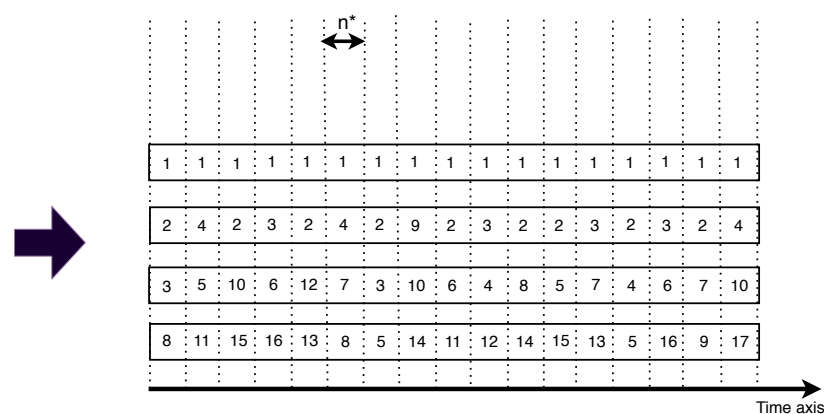 n*
1 1 1 1 1 1 1 1 1 1 1 1 1 1 1 1 1
2 4 2 3 2 4 2 9 2 3 2 2 3 2 3 2 4
3 5 10 6 12 7 3 10 6 4 8 5 7 4 6 7 10
8 11 15 16 13 8 5 14 11 12 14 15 13 5 16 9 17
Time axis